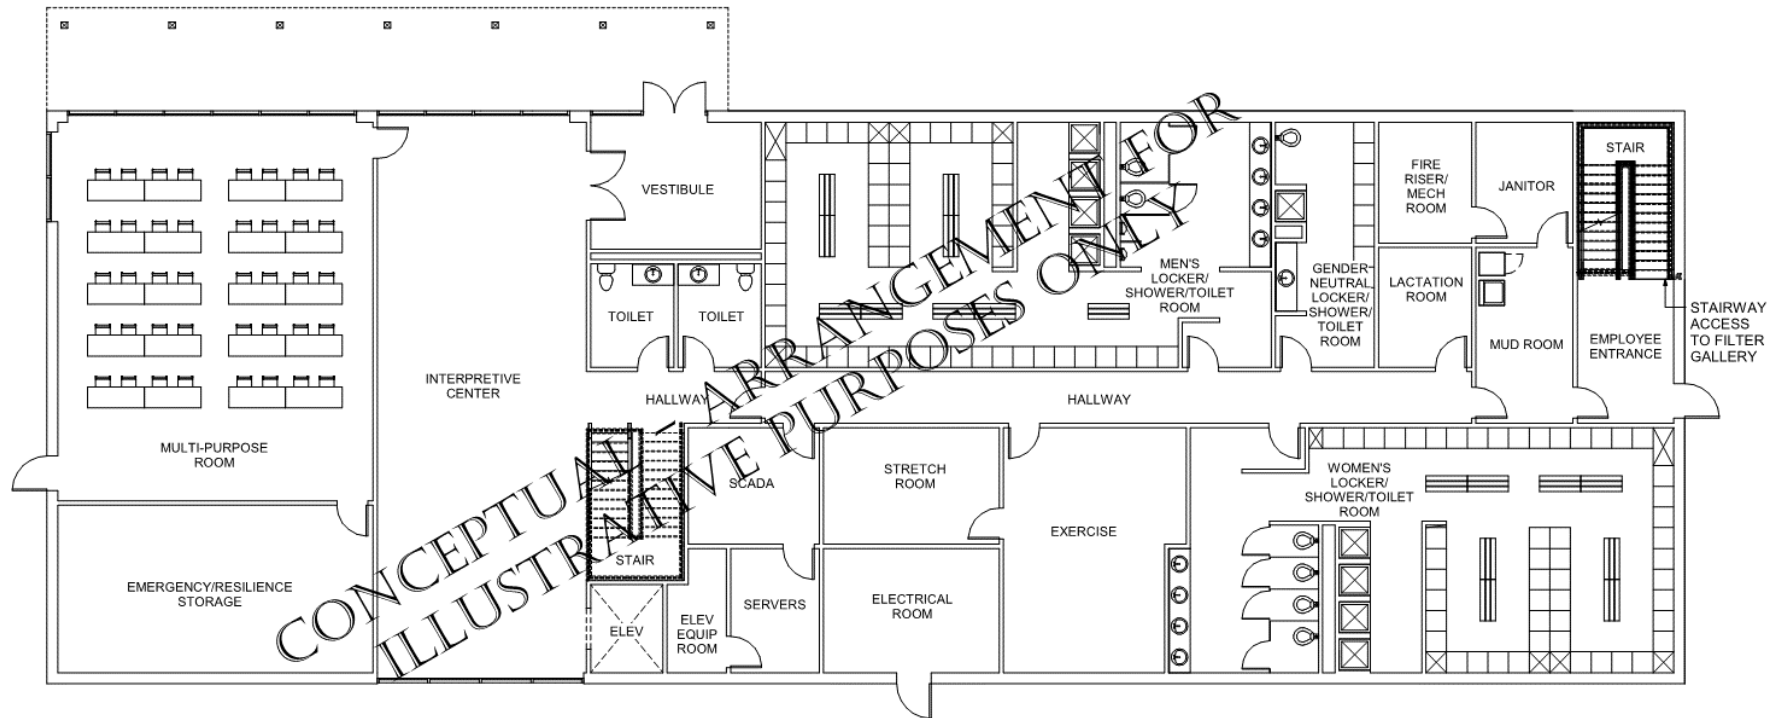 CONCEPTUAL - ARRANGEMENT FOR
ILLUSTRATIVE PURPOSES ONLY
STAIR
FIRE
RISER/
MECH
ROOM
JANITOR
VESTIBULE
MEN'S
LOCKER/
SHOWER/TOILET
ROOM
GENDER
NEUTRAL
LOCKER/
SHOWER/
TOILET
ROOM
LACTATION
ROOM
STAIRWAY
ACCESS
TO FILTER
GALLERY
TOILET
TOILET
MUD ROOM
EMPLOYEE
ENTRANCE
INTERPRETIVE
CENTER
HALLWAY
HALLWAY
MULTI-PURPOSE
ROOM
SCADA
STRETCH
ROOM
WOMEN'S
LOCKER/
SHOWER/TOILET
ROOM
EXERCISE
STAIR
EMERGENCY/RESILIENCE
STORAGE
ELEV
ELEV
EQUIP
ROOM
SERVERS
ELECTRICAL
ROOM